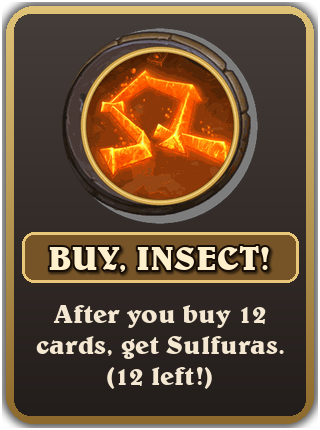 BUY, INSECT!
After you buy 12
cards, get Sulfuras.
(12 left!)